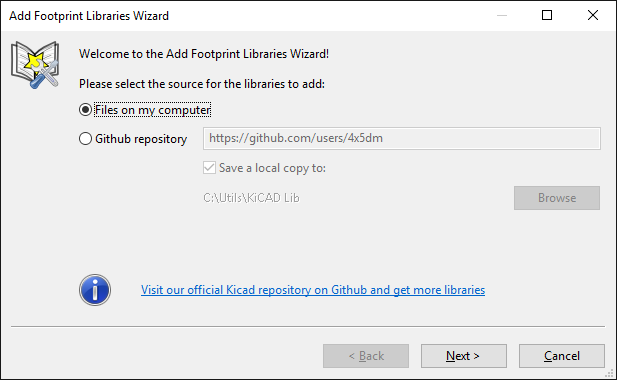 Add Footprint Libraries Wizard
Welcome to the Add Footprint Libraries Wizard!
Please select the source for the libraries to add:
Files on my computer
Github repository https://github.com/users/4x5dm
Save a local copy to:
C:\Utils\KiCAD Lib Browse
Visit our official Kicad repository on Github and get more libraries
< Back Next > Cancel